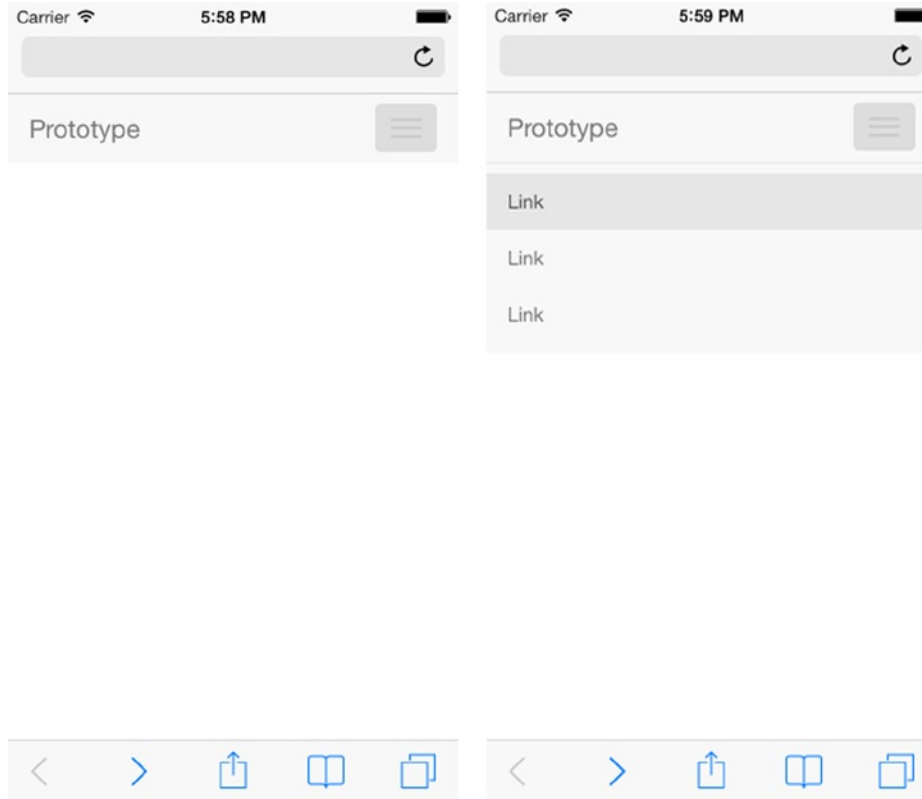 Carrier 5:58 PM
Prototype
Carrier 5:59 PM
Prototype
Link
Link
Link